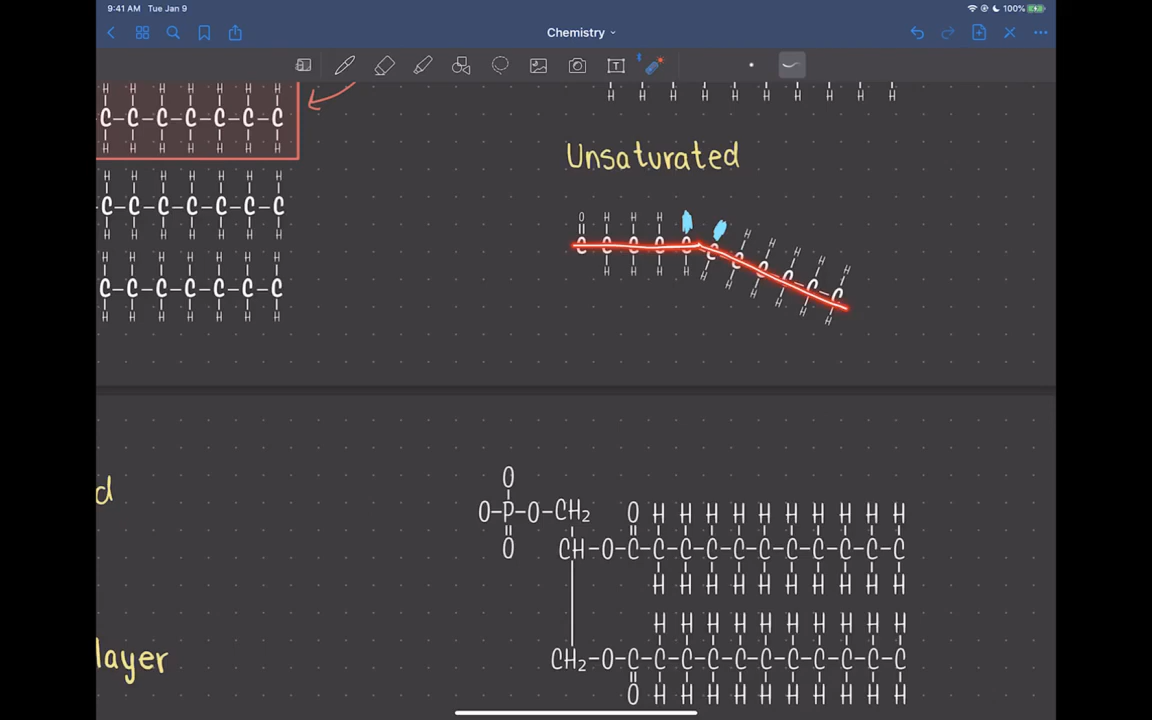 9:41 AM Tue Jan 9
100%
Chemistry
T
H H H H H H H
C-C-C-C-C-C-C
H H H H H H H
H H H H H H H H H H
Unsaturated
H H H H H H H
C-C-C-C-C-C-C
H H H H H H H
O H H H H H H H H
C C C C C C C C C C C
H H H H H H H H H H
H H H H H H H
C-C-C-C-C-C-C
H H H H H H H
d
O
O-P-O-CH2
O
O H H H H H H H H H H
CH-O-C-C-C-C-C-C-C-C-C-C-C
H H H H H H H H H H
layer
H H H H H H H H H H
CH2-O-C-C-C-C-C-C-C-C-C-C-C
O H H H H H H H H H H